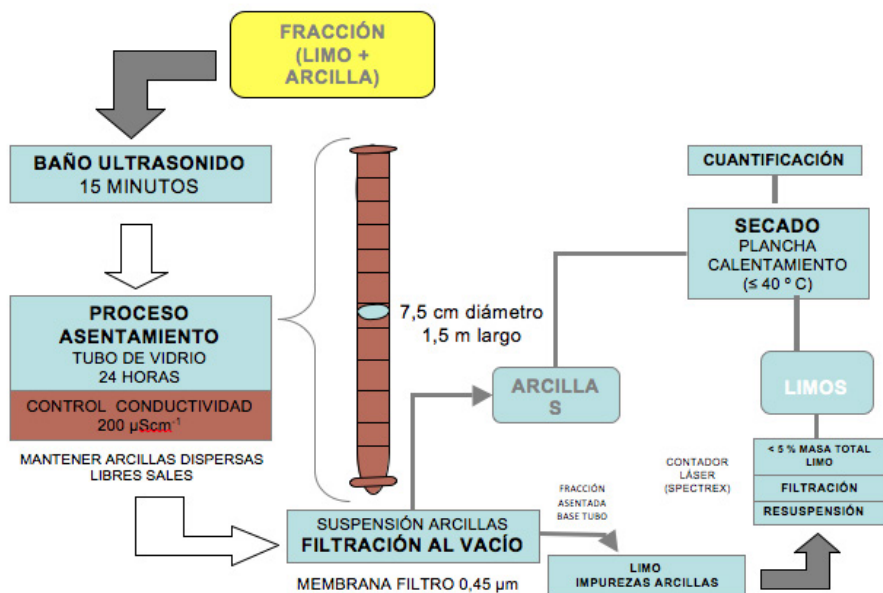 FRACCIÓN
(LIMO +
ARCILLA)
BAÑO ULTRASONIDO
15 MINUTOS
PROCESO
ASENTAMIENTO
TUBO DE VIDRIO
24 HORAS
CONTROL CONDUCTIVIDAD
200 µScm⁻¹
MANTENER ARCILLAS DISPERSAS
LIBRES SALES
7,5 cm diámetro
1,5 m largo
SUSPENSIÓN ARCILLAS
FILTRACIÓN AL VACÍO
MEMBRANA FILTRO 0,45 µm
ARCILLA
S
FRACCIÓN
ASENTADA
BASE TUBO
LIMO
IMPUREZAS ARCILLAS
CONTADOR
LÁSER
(SPECTREX)
< 5 % MASA TOTAL
LIMO
FILTRACIÓN
RESUSPENSIÓN
LIMOS
SECADO
PLANCHA
CALENTAMIENTO
(≤ 40 º C)
CUANTIFICACIÓN